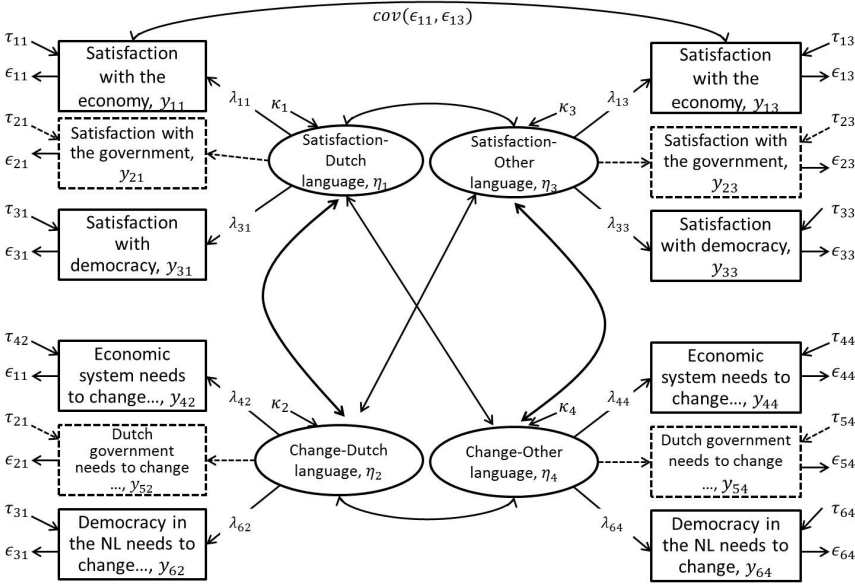 cov(ϵ₁₁, ϵ₁₃)
τ₁₁
ϵ₁₁
Satisfaction
with the
economy, y₁₁
λ₁₁
κ₁
τ₂₁
ϵ₂₁
Satisfaction with
the government,
y₂₁
Satisfaction-
Dutch
language, η₁
τ₃₁
ϵ₃₁
Satisfaction
with
democracy, y₃₁
λ₃₁
Satisfaction
with the
economy, y₁₃
τ₁₃
ϵ₁₃
λ₁₃
κ₃
Satisfaction-
Other
language, η₃
Satisfaction with
the government,
y₂₃
τ₂₃
ϵ₂₃
λ₃₃
Satisfaction
with democracy,
y₃₃
τ₃₃
ϵ₃₃
τ₄₂
ϵ₁₁
Economic
system needs
to change…, y₄₂
λ₄₂
κ₂
τ₂₁
ϵ₂₁
Dutch
government
needs to change
…, y₅₂
Change-Dutch
language, η₂
τ₃₁
ϵ₃₁
Democracy in
the NL needs to
change…, y₆₂
λ₆₂
Economic
system needs to
change…, y₄₄
τ₄₄
ϵ₄₄
λ₄₄
κ₄
Change-Other
language, η₄
Dutch government
needs to change
…, y₅₄
τ₅₄
ϵ₅₄
λ₆₄
Democracy in
the NL needs to
change, y₆₄
τ₆₄
ϵ₆₄